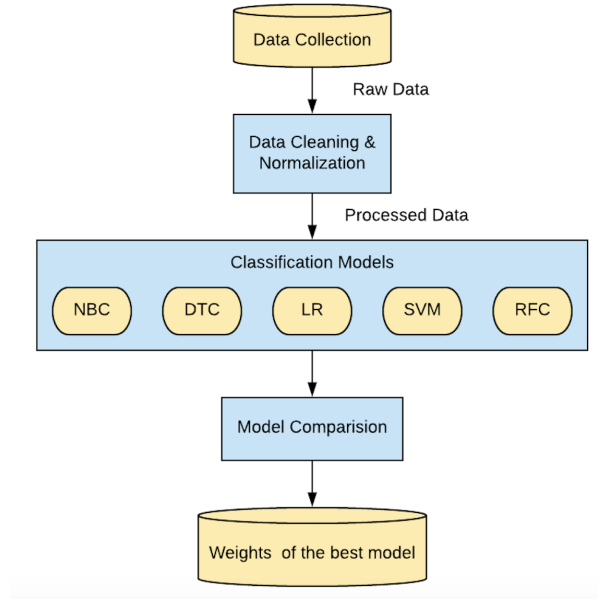 Data Collection
Raw Data
Data Cleaning &
Normalization
Processed Data
Classification Models
NBC
DTC
LR
SVM
RFC
Model Comparision
Weights of the best model